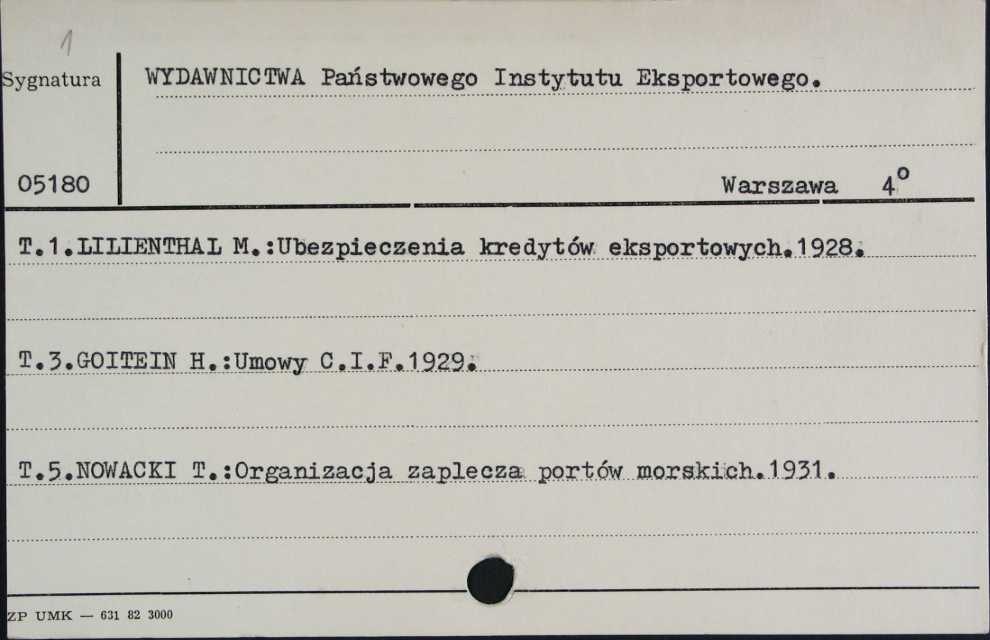 1
Sygnatura
WYDAWNICTWA Państwowego Instytutu Eksportowego.
05180
Warszawa 4°
T.1.LILIENTHAL M.:Ubezpieczenia kredytów eksportowych.1928.
T.3.GOITEIN H.:Umowy C.I.F.1929.
T.5.NOWACKI T.:Organizacja zaplecza portów morskich.1931.
ZP UMK — 631 82 3000